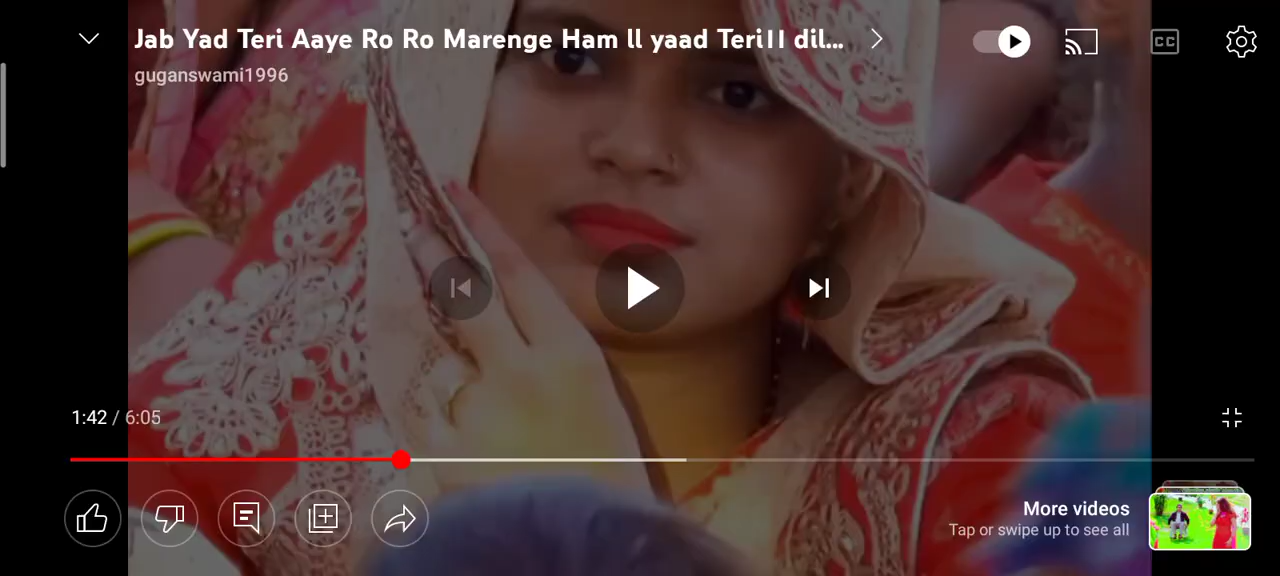 Jab Yad Teri Aaye Ro Ro Marenge Ham ll yaad Teri।। dil...
guganswami1996
CC
1:42 / 6:05
More videos
Tap or swipe up to see all